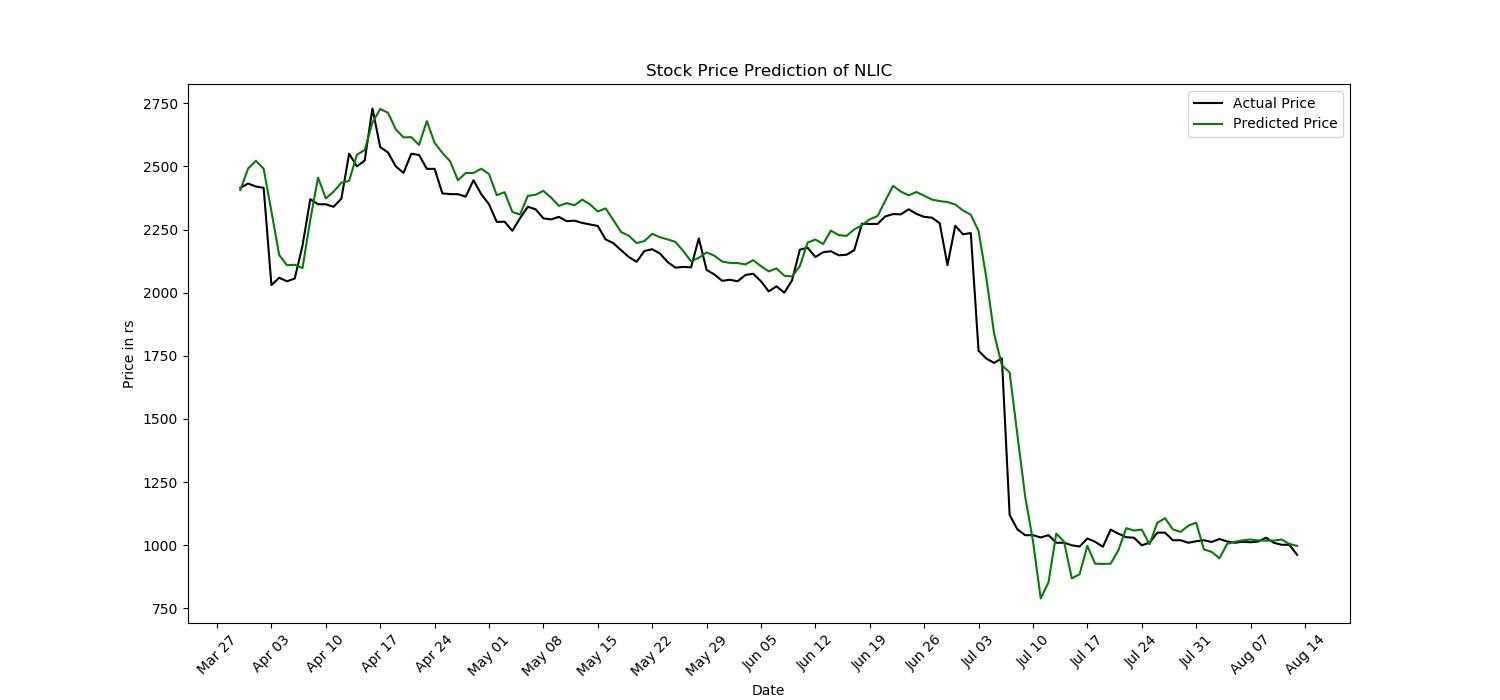 Stock Price Prediction of NLIC
Actual Price
Predicted Price
2750
2500
2250
2000
1750
1500
1250
1000
750
Price in rs
Mar 27
Apr 03
Apr 10
Apr 17
Apr 24
May 01
May 08
May 15
May 22
May 29
Jun 05
Jun 12
Jun 19
Jun 26
Jul 03
Jul 10
Jul 17
Jul 24
Jul 31
Aug 07
Aug 14
Date